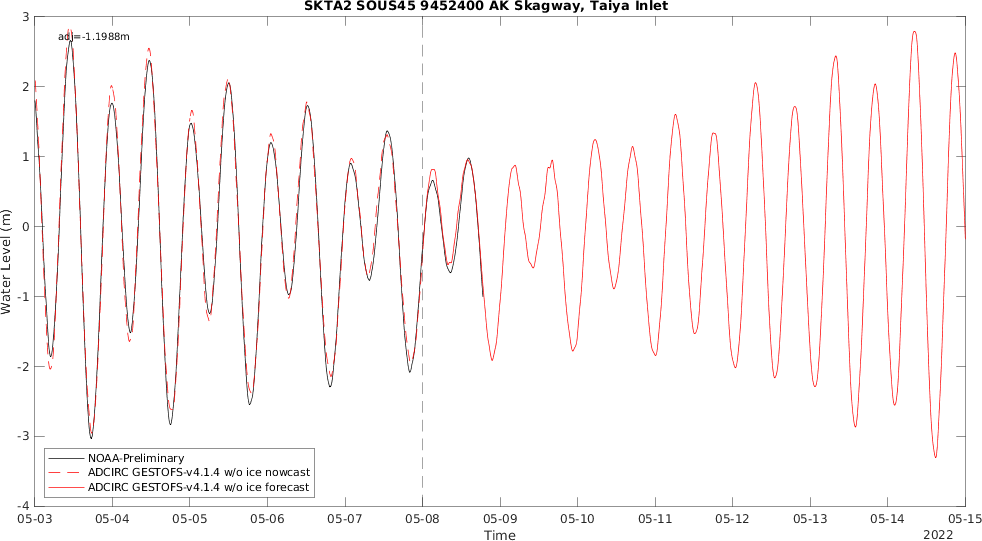 SKTA2 SOUS45 9452400 AK Skagway, Taiya Inlet
adj=-1.1988m
3
2
1
0
-1
-2
-3
-4
Water Level (m)
NOAA-Preliminary
ADCIRC GESTOFS-v4.1.4 w/o ice nowcast
ADCIRC GESTOFS-v4.1.4 w/o ice forecast
05-03 05-04 05-05 05-06 05-07 05-08 05-09 05-10 05-11 05-12 05-13 05-14 05-15
Time
2022